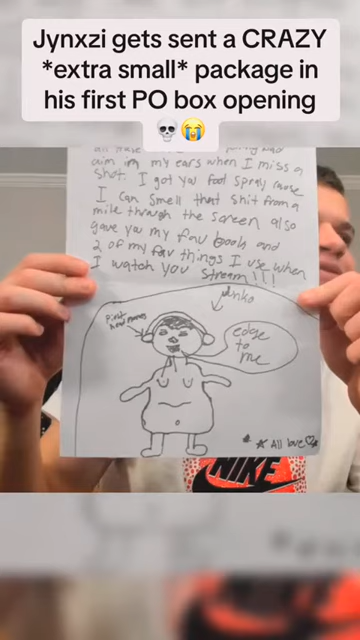 Jynxzi gets sent a CRAZY
*extra small* package in
his first PO box opening
💀😭
aim in my ears when I miss a
shot. I got you foot spray cause
I can smell that shit from a
mile through the screen also
gave you my fav book and
2 of my fav things I use when
I watch you stream!!!
junko
edge
to
me
All love
NIKE